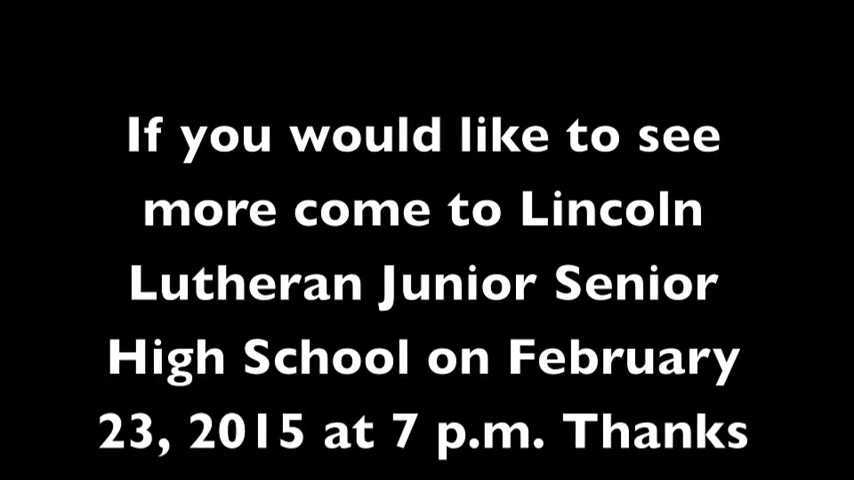 If you would like to see
more come to Lincoln
Lutheran Junior Senior
High School on February
23, 2015 at 7 p.m. Thanks